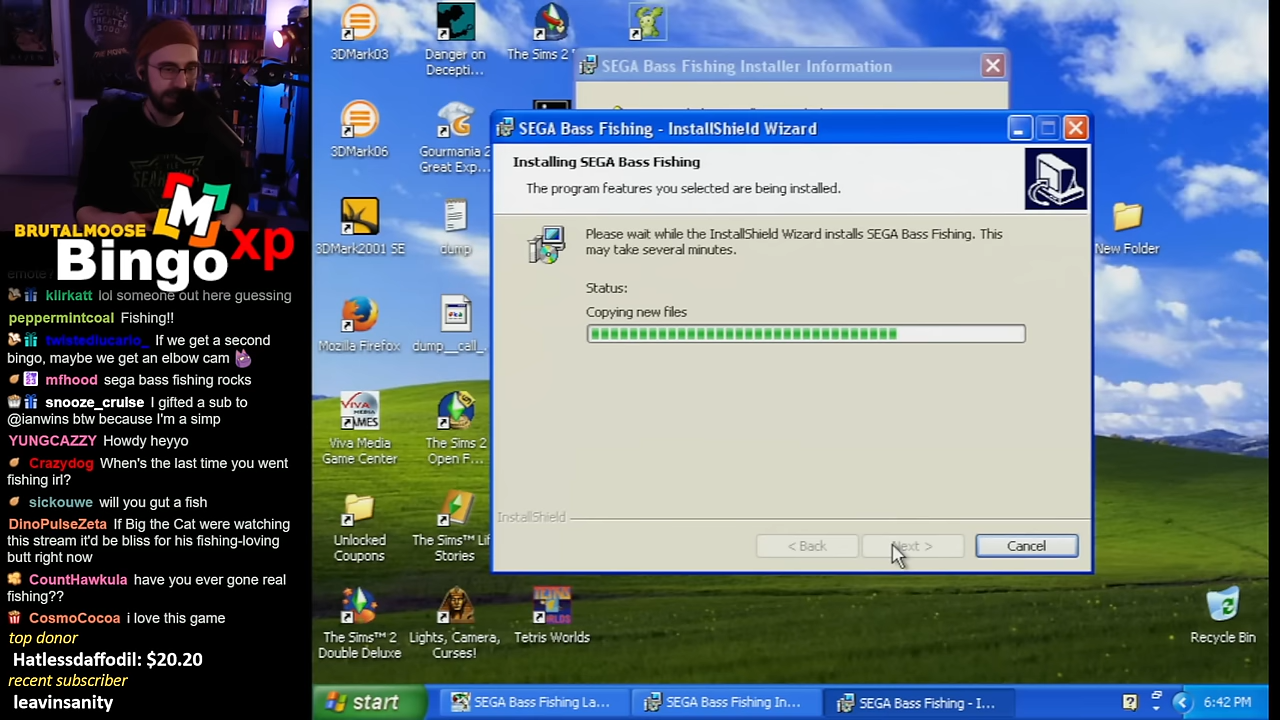 BRUTALMOOSE
M
Bingo
xp
emote
kilrkatt lol someone out here guessing
peppermintcoal Fishing!!
twistedlucario_ If we get a second
bingo, maybe we get an elbow cam
mfhood sega bass fishing rocks
snooze_cruise I gifted a sub to
@ianwins btw because I'm a simp
YUNGCAZZY Howdy heyyo
Crazydog When's the last time you went
fishing irl?
sickouwe will you gut a fish
DinoPulseZeta If Big the Cat were watching
this stream it'd be bliss for his fishing-loving
butt right now
CountHawkula have you ever gone real
fishing??
CosmoCocoa i love this game
top donor
Hatlessdaffodil: $20.20
recent subscriber
leavinsanity
3DMark03
Danger on
Decepti...
The Sims 2
3DMark06
Gourmania 2
Great Exp...
3DMark2001 SE
dump
Mozilla Firefox
dump__call_
VIVA
MEDIA
GAMES
Viva Media
Game Center
The Sims 2
Open F...
Unlocked
Coupons
The Sims™ Lif
Stories
The Sims™ 2
Double Deluxe
Lights, Camera,
Curses!
TETRIS
WORLDS
Tetris Worlds
SEGA Bass Fishing Installer Information
SEGA Bass Fishing - InstallShield Wizard
Installing SEGA Bass Fishing
The program features you selected are being installed.
Please wait while the InstallShield Wizard installs SEGA Bass Fishing. This
may take several minutes.
Status:
Copying new files
InstallShield
< Back
Next >
Cancel
New Folder
Recycle Bin
start
SEGA Bass Fishing La...
SEGA Bass Fishing In...
SEGA Bass Fishing - I...
6:42 PM